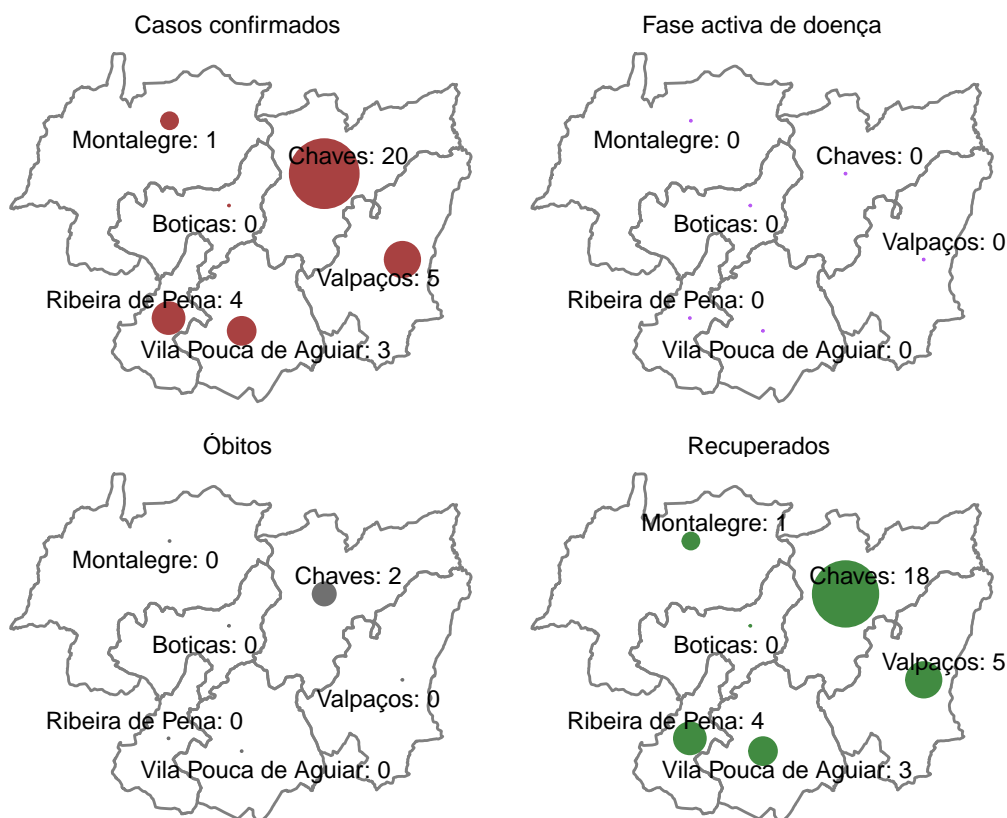 Casos confirmados
Montalegre: 1
Chaves: 20
Boticas: 0
Valpaços: 5
Ribeira de Pena: 4
Vila Pouca de Aguiar: 3
Fase activa de doença
Montalegre: 0
Chaves: 0
Boticas: 0
Valpaços: 0
Ribeira de Pena: 0
Vila Pouca de Aguiar: 0
Óbitos
Montalegre: 0
Chaves: 2
Boticas: 0
Valpaços: 0
Ribeira de Pena: 0
Vila Pouca de Aguiar: 0
Recuperados
Montalegre: 1
Chaves: 18
Boticas: 0
Valpaços: 5
Ribeira de Pena: 4
Vila Pouca de Aguiar: 3